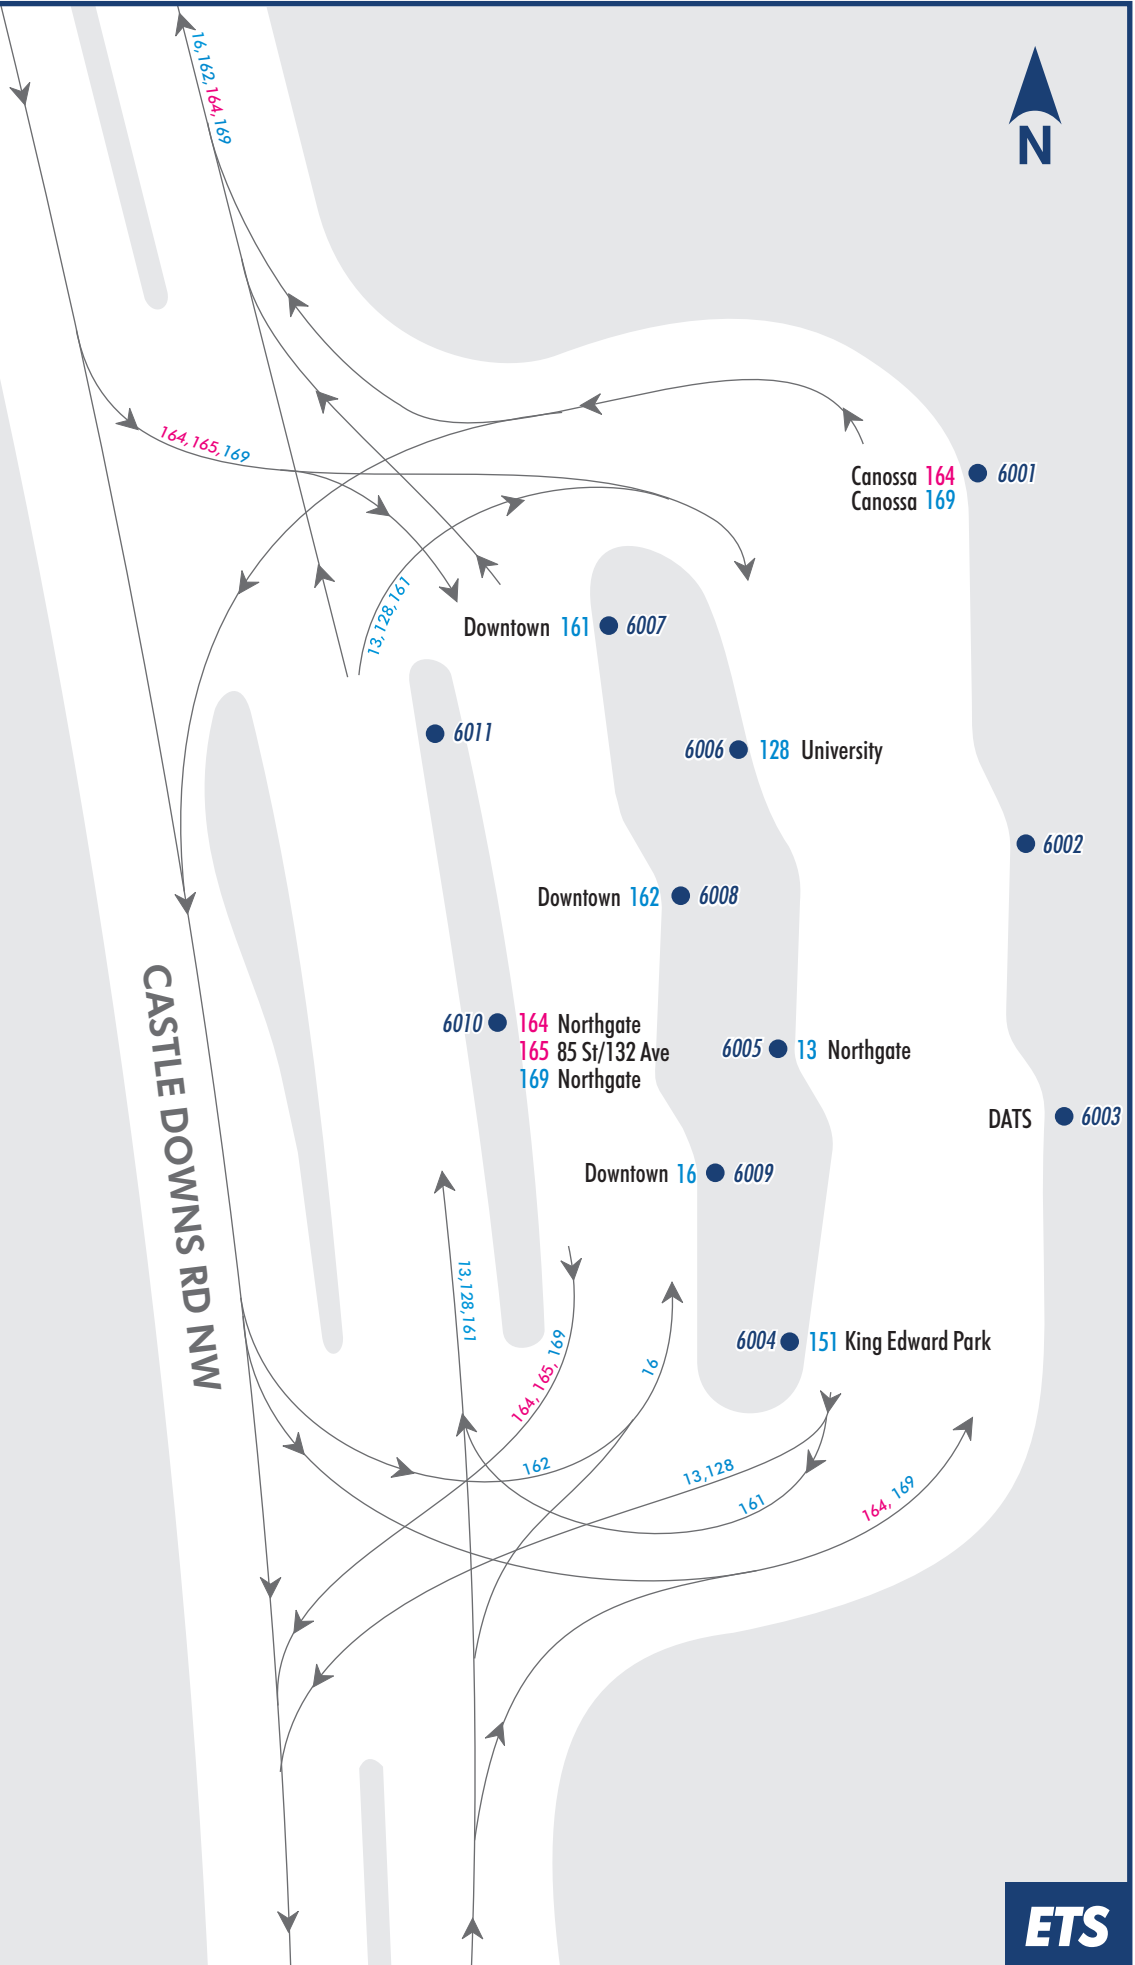 16,162,164,169
N
164,165,169
Canossa 164 6001
Canossa 169
13,128,161
Downtown 161 6007
6011
6006 128 University
6002
Downtown 162 6008
CASTLE DOWNS RD NW
6010 164 Northgate
165 85 St/132 Ave
169 Northgate
6005 13 Northgate
DATS 6003
Downtown 16 6009
13,128,161
164, 165, 169
16
6004 151 King Edward Park
162
13,128
161
164, 169
ETS